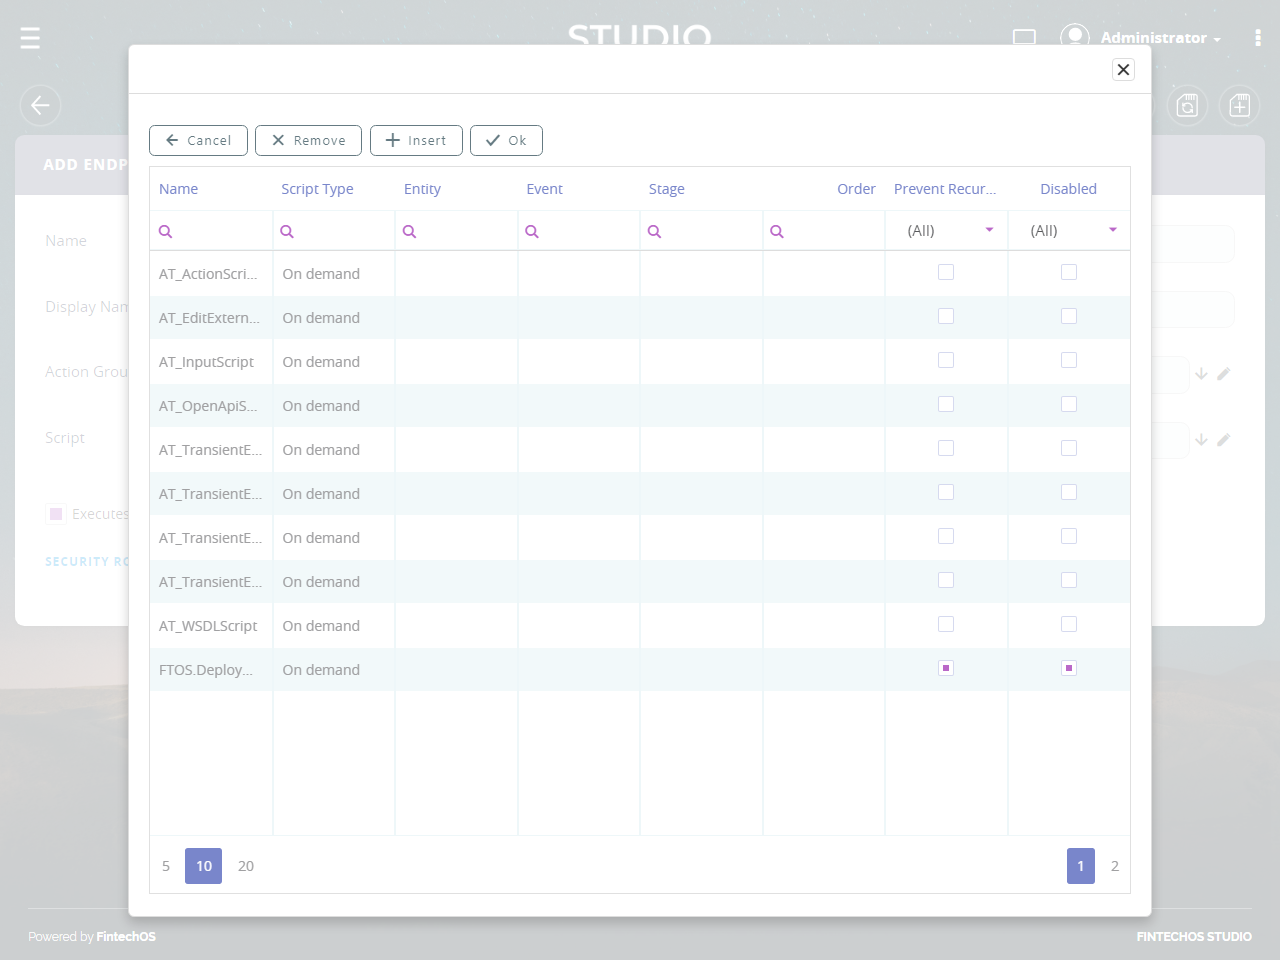 STUDIO
Administrator
ADD ENDP
Cancel Remove Insert Ok
Name Script Type Entity Event Stage Order Prevent Recur... Disabled
(All) (All)
AT_ActionScri... On demand
AT_EditExtern... On demand
AT_InputScript On demand
AT_OpenApiS... On demand
AT_TransientE... On demand
AT_TransientE... On demand
AT_TransientE... On demand
AT_TransientE... On demand
AT_WSDLScript On demand
FTOS.Deploy... On demand
5 10 20 1 2
Name
Display Nam
Action Grou
Script
Executes
SECURITY RO
Powered by FintechOS
FINTECHOS STUDIO